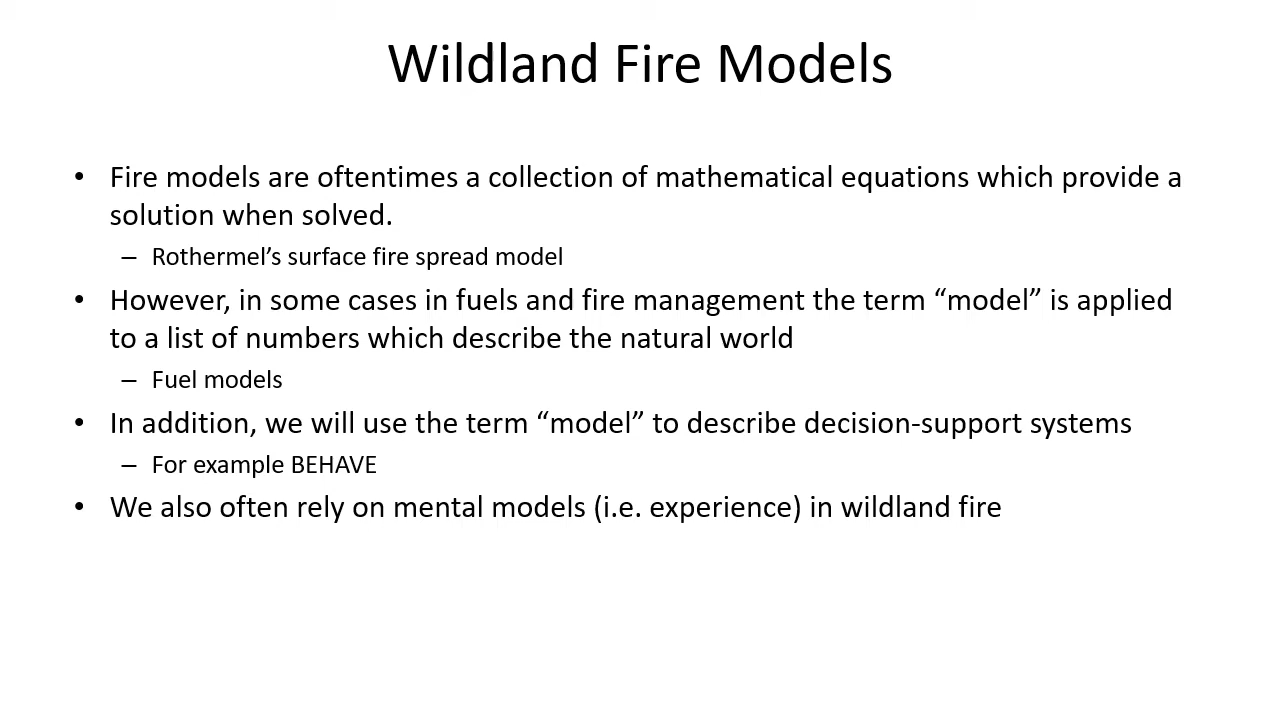 Wildland Fire Models
• Fire models are oftentimes a collection of mathematical equations which provide a
solution when solved.
– Rothermel’s surface fire spread model
• However, in some cases in fuels and fire management the term “model” is applied
to a list of numbers which describe the natural world
– Fuel models
• In addition, we will use the term “model” to describe decision-support systems
– For example BEHAVE
• We also often rely on mental models (i.e. experience) in wildland fire